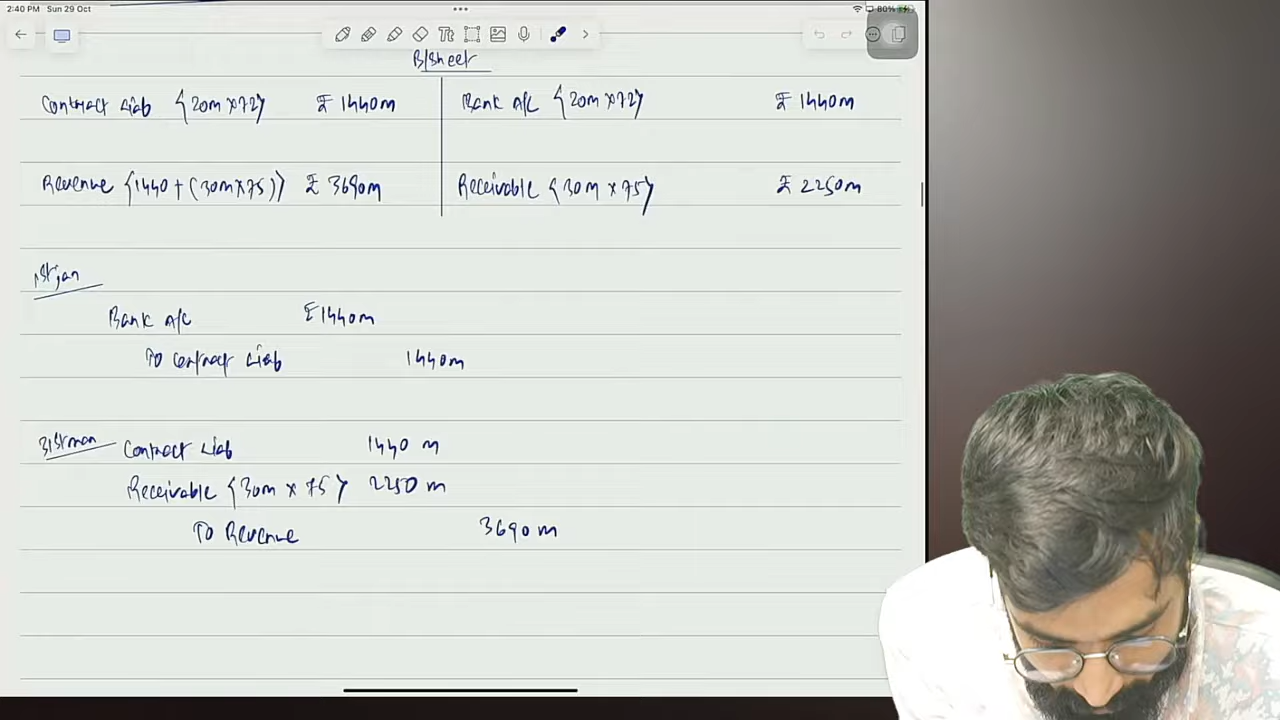 2:40 PM Sun 29 Oct
80%
B/sheet
Contract Liab {20m×72} ₹ 1440m
Bank A/c {20m×72} ₹ 1440m
Revenue {1440+(30m×75)} ₹ 3690m
Receivable {30m × 75} ₹ 2250m
1st Jan
Bank A/c ₹1440m
To Contract Liab 1440m
31st mar Contract Liab 1440 m
Receivable {30m × 75} 2250 m
To Revenue 3690 m